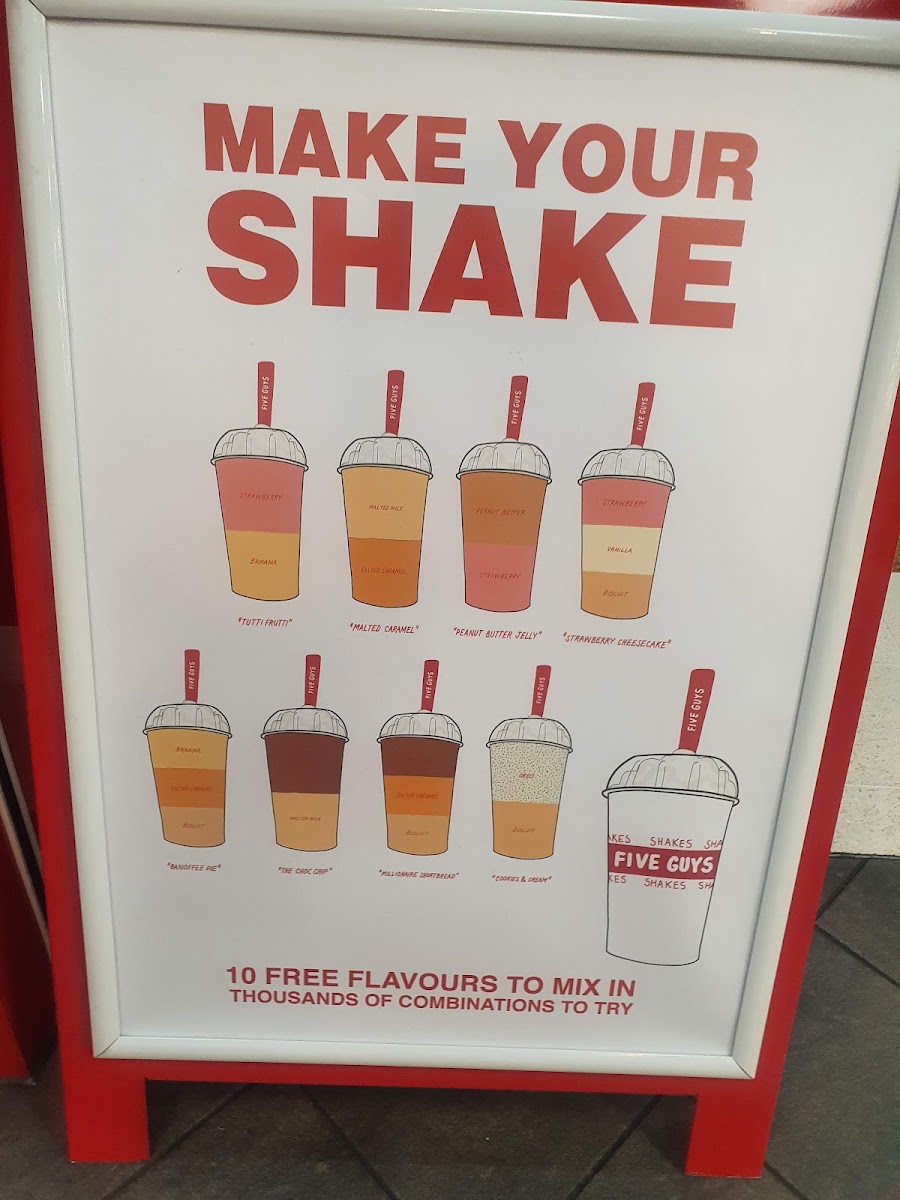 MAKE YOUR
SHAKE
FIVE GUYS
FIVE GUYS
FIVE GUYS
FIVE GUYS
STRAWBERRY
BANANA
"TUTTI FRUTTI"
MALTED MILK
SALTED CARAMEL
"MALTED CARAMEL"
PEANUT BUTTER
STRAWBERRY
"PEANUT BUTTER JELLY"
STRAWBERRY
VANILLA
BISCUIT
"STRAWBERRY CHEESECAKE"
FIVE GUYS
FIVE GUYS
FIVE GUYS
FIVE GUYS
FIVE GUYS
BANANA
SALTED CARAMEL
BISCUIT
"BANOFFEE PIE"
MALTED MILK
"THE CHOC CHIP"
SALTED CARAMEL
BISCUIT
"MILLIONAIRE SHORTBREAD"
OREO
BISCUIT
"COOKIES & CREAM"
AKES SHAKES SHA
FIVE GUYS
KES SHAKES SHA
10 FREE FLAVOURS TO MIX IN
THOUSANDS OF COMBINATIONS TO TRY